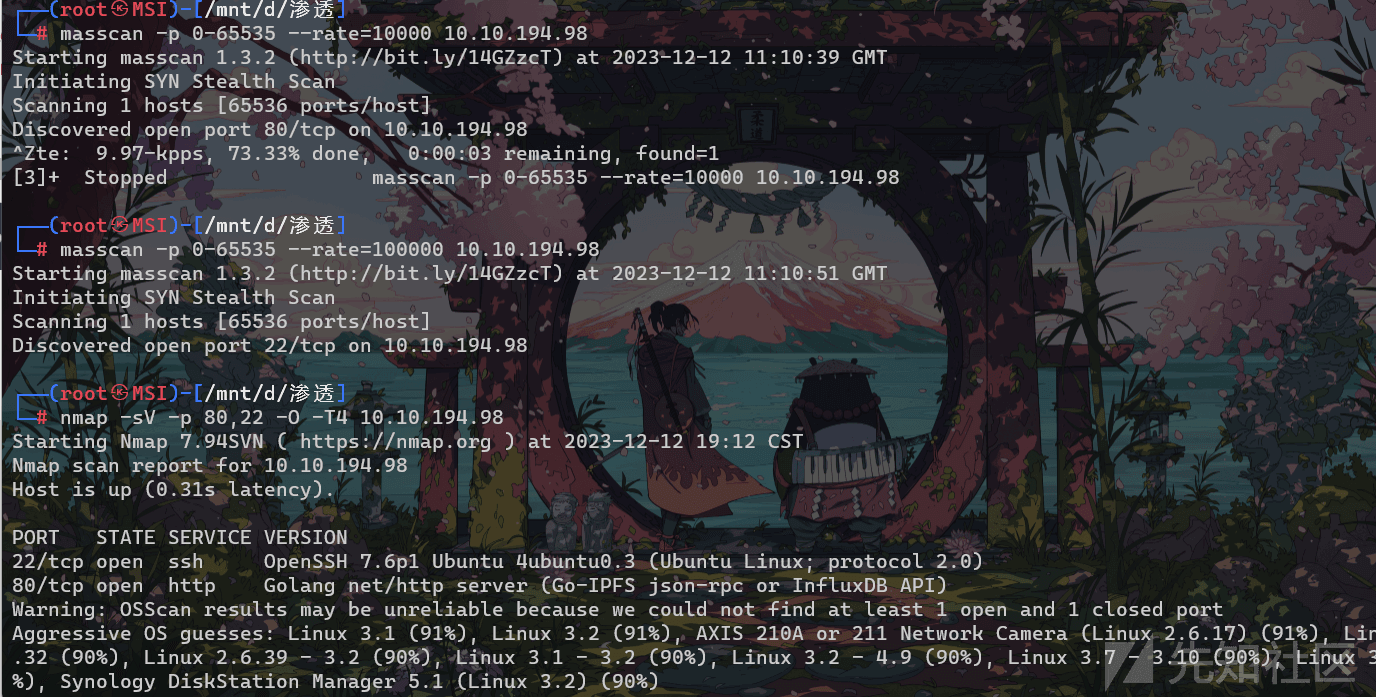 ┌──(root㉿MSI)-[/mnt/d/渗透]
└─# masscan -p 0-65535 --rate=10000 10.10.194.98
Starting masscan 1.3.2 (http://bit.ly/14GZzcT) at 2023-12-12 11:10:39 GMT
Initiating SYN Stealth Scan
Scanning 1 hosts [65536 ports/host]
Discovered open port 80/tcp on 10.10.194.98
^Zte:  9.97-kpps, 73.33% done,   0:00:03 remaining, found=1
[3]+  Stopped                 masscan -p 0-65535 --rate=10000 10.10.194.98
┌──(root㉿MSI)-[/mnt/d/渗透]
└─# masscan -p 0-65535 --rate=100000 10.10.194.98
Starting masscan 1.3.2 (http://bit.ly/14GZzcT) at 2023-12-12 11:10:51 GMT
Initiating SYN Stealth Scan
Scanning 1 hosts [65536 ports/host]
Discovered open port 22/tcp on 10.10.194.98
┌──(root㉿MSI)-[/mnt/d/渗透]
└─# nmap -sV -p 80,22 -O -T4 10.10.194.98
Starting Nmap 7.94SVN ( https://nmap.org ) at 2023-12-12 19:12 CST
Nmap scan report for 10.10.194.98
Host is up (0.31s latency).
PORT   STATE SERVICE VERSION
22/tcp open  ssh     OpenSSH 7.6p1 Ubuntu 4ubuntu0.3 (Ubuntu Linux; protocol 2.0)
80/tcp open  http    Golang net/http server (Go-IPFS json-rpc or InfluxDB API)
Warning: OSScan results may be unreliable because we could not find at least 1 open and 1 closed port
Aggressive OS guesses: Linux 3.1 (91%), Linux 3.2 (91%), AXIS 210A or 211 Network Camera (Linux 2.6.17) (91%), Lin
.32 (90%), Linux 2.6.39 - 3.2 (90%), Linux 3.1 - 3.2 (90%), Linux 3.2 - 4.9 (90%), Linux 3.7 - 3.10 (90%), Linux 3
%), Synology DiskStation Manager 5.1 (Linux 3.2) (90%)
先知社区